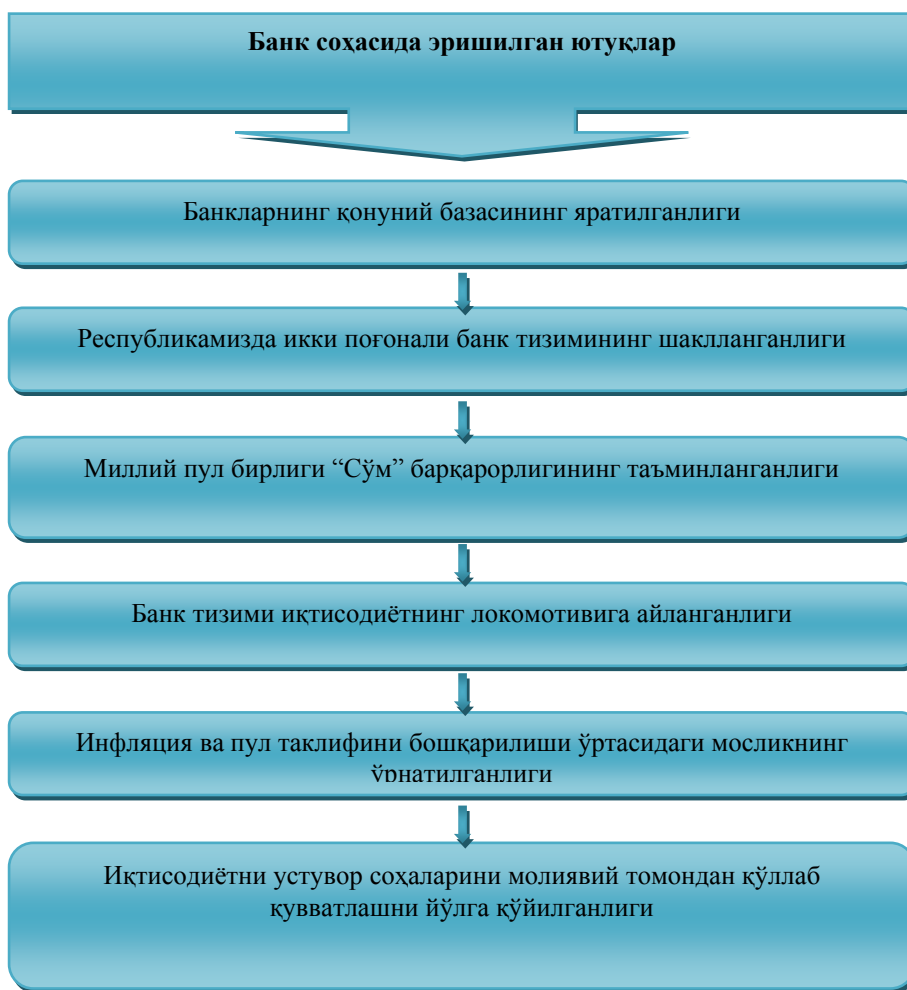 Банк соҳасида эришилган ютуқлар
Банкларнинг қонуний базасининг яратилганлиги
Республикамизда икки поғонали банк тизимининг шаклланганлиги
Миллий пул бирлиги “Сўм” барқарорлигининг таъминланганлиги
Банк тизими иқтисодиётнинг локомотивига айланганлиги
Инфляция ва пул таклифини бошқарилиши ўртасидаги мосликнинг
ўрнатилганлиги
Иқтисодиётни устувор соҳаларини молиявий томондан қўллаб
қувватлашни йўлга қўйилганлиги